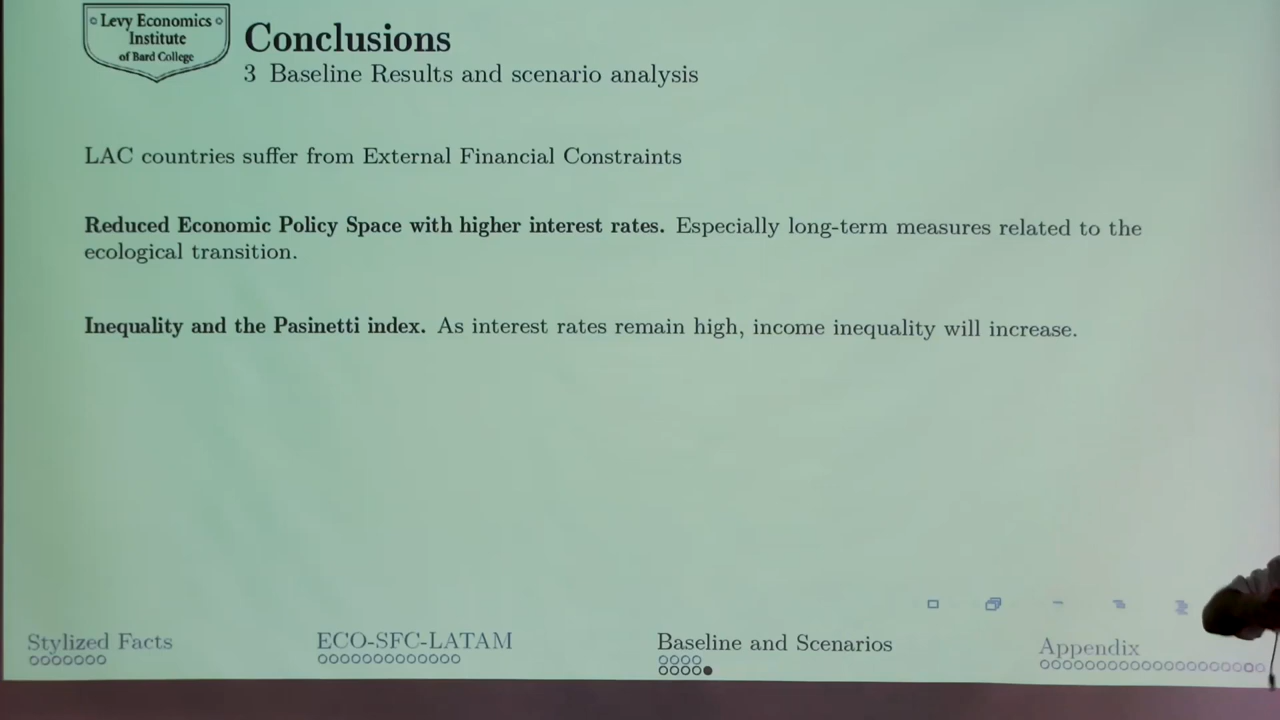 Levy Economics
Institute
of Bard College
Conclusions
3 Baseline Results and scenario analysis
LAC countries suffer from External Financial Constraints
Reduced Economic Policy Space with higher interest rates. Especially long-term measures related to the
ecological transition.
Inequality and the Pasinetti index. As interest rates remain high, income inequality will increase.
Stylized Facts
ECO-SFC-LATAM
Baseline and Scenarios
Appendix